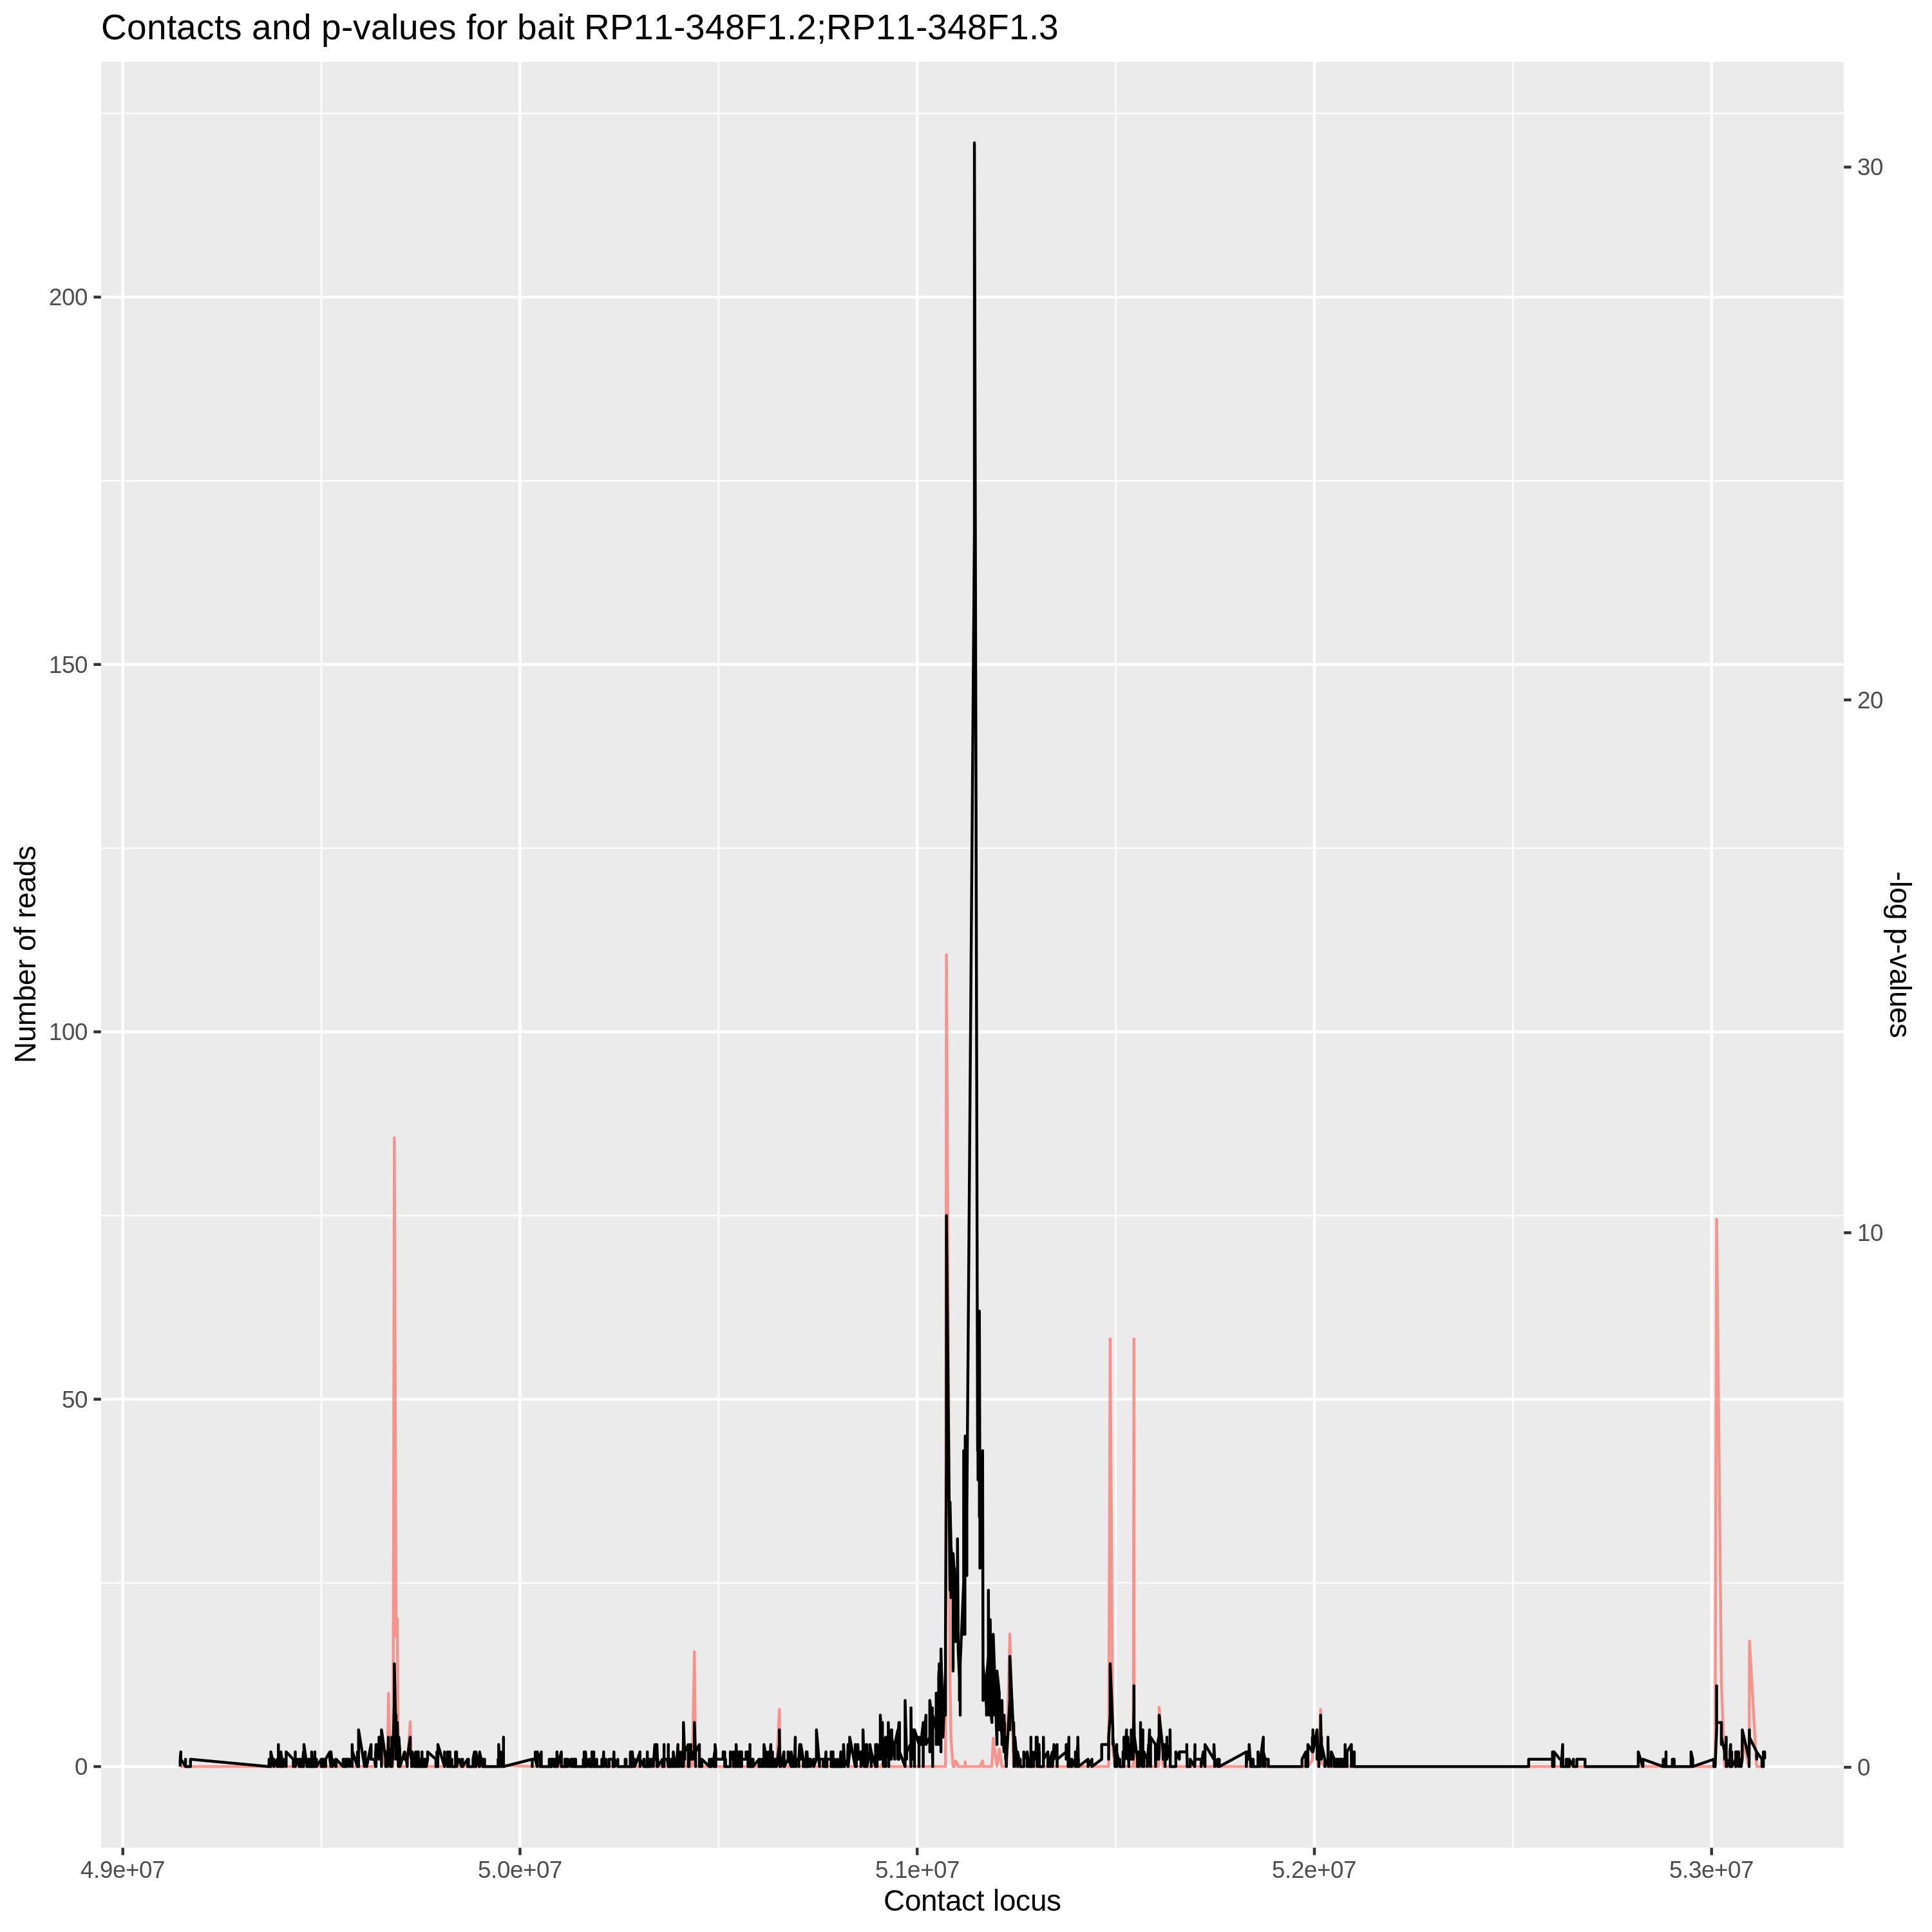 Contacts and p-values for bait RP11-348F1.2;RP11-348F1.3
200
150
100
50
0
Number of reads
30
20
10
0
-log p-values
4.9e+07
5.0e+07
5.1e+07
5.2e+07
5.3e+07
Contact locus